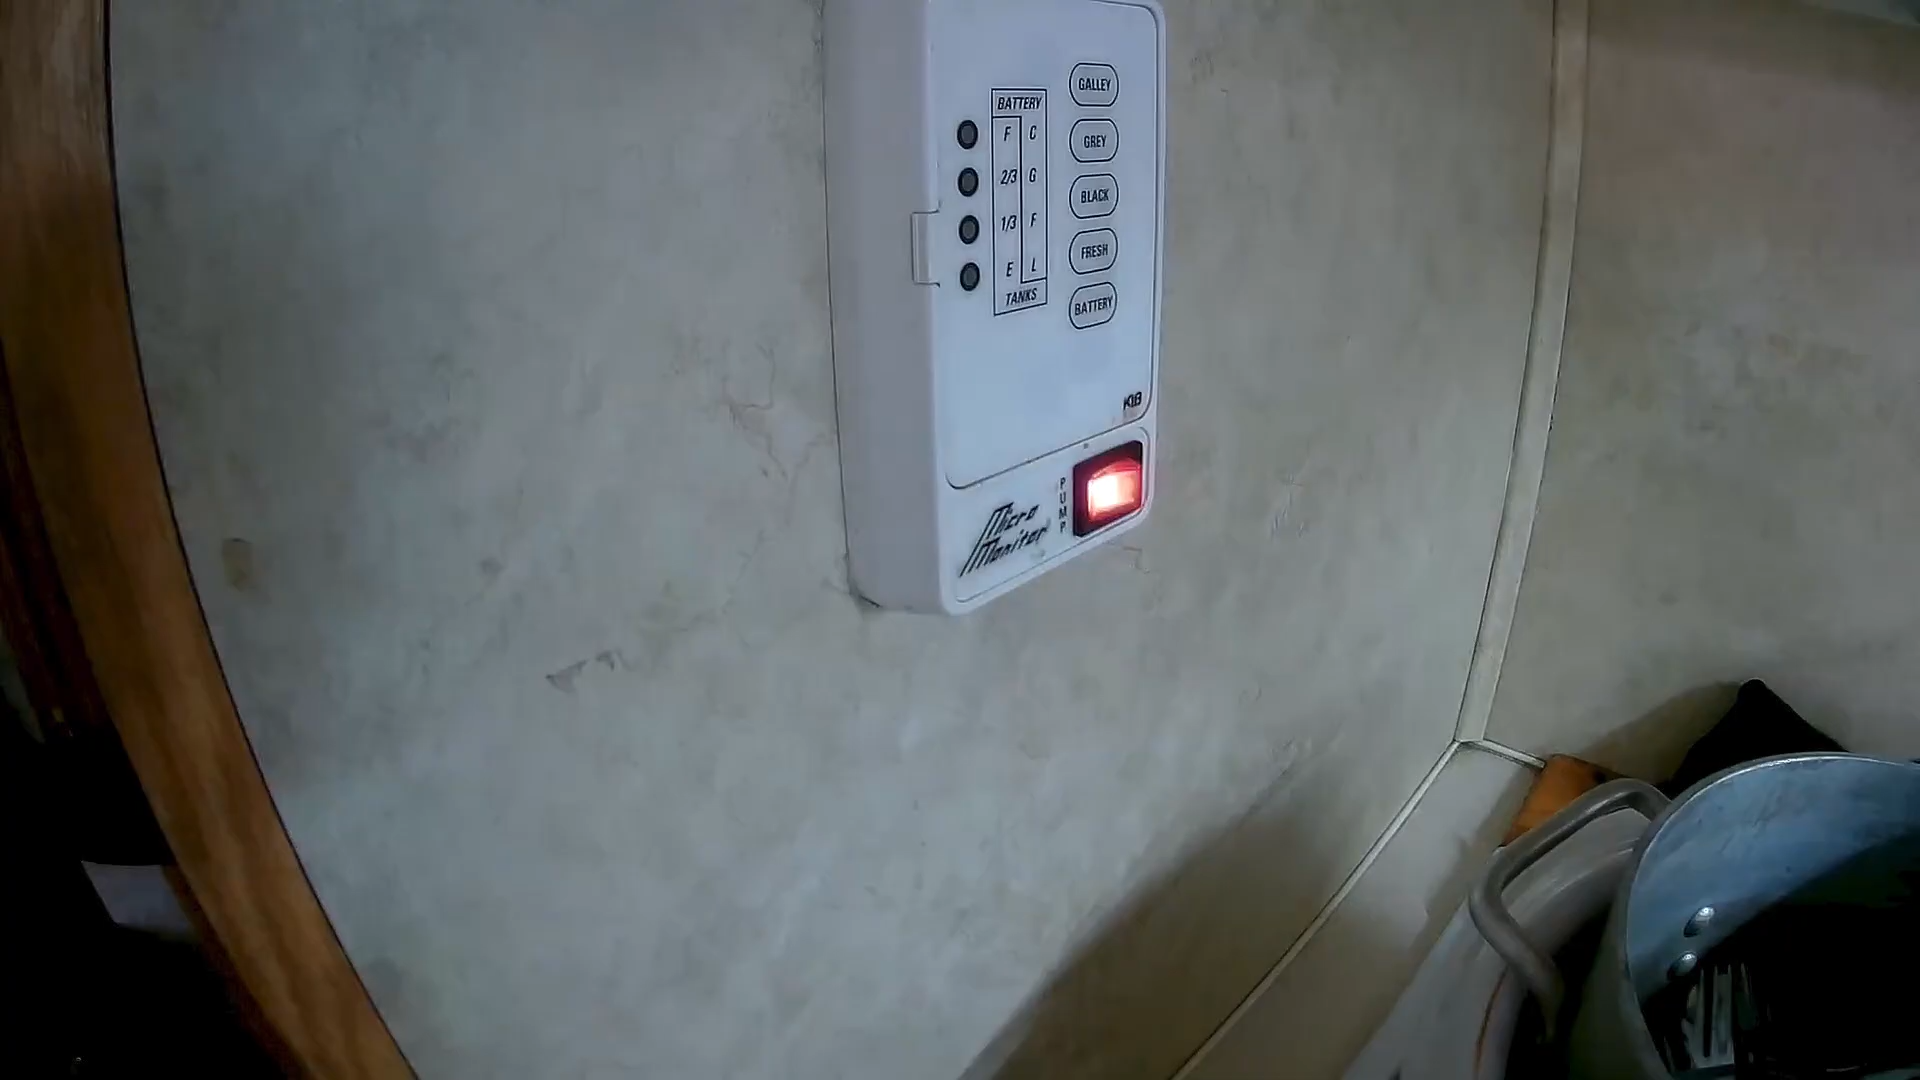 BATTERY
F C
2/3 G
1/3 F
E L
TANKS
GALLEY
GREY
BLACK
FRESH
BATTERY
KIB
PUMP
Micro
Monitor